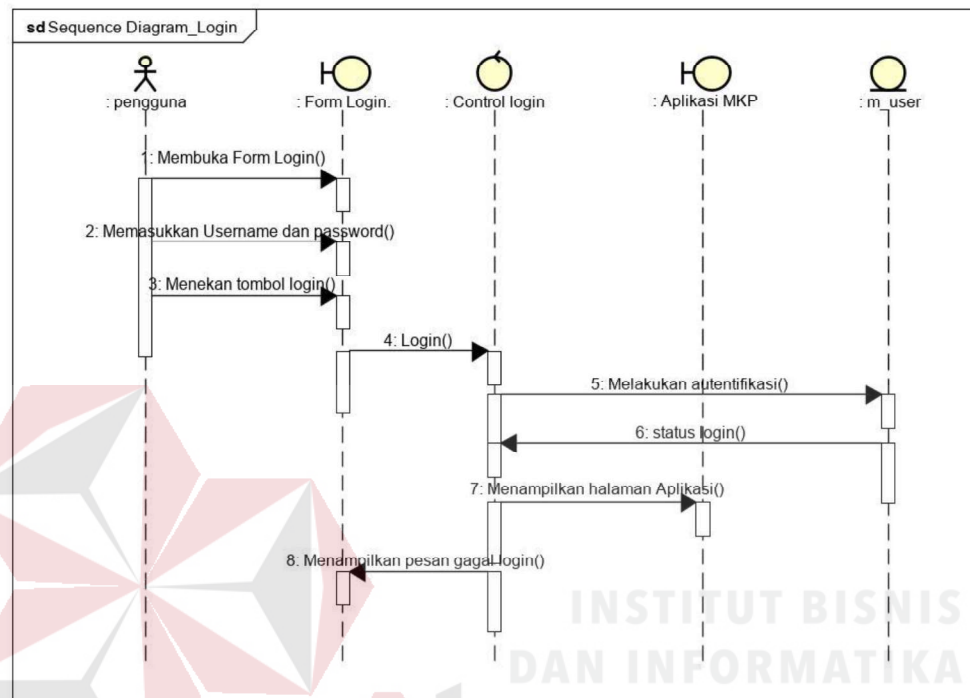 sd Sequence Diagram_Login
: pengguna
: Form Login.
: Control login
: Aplikasi MKP
: m_user
1: Membuka Form Login()
2: Memasukkan Username dan password()
3: Menekan tombol login()
4: Login()
5: Melakukan autentifikasi()
6: status login()
7: Menampilkan halaman Aplikasi()
8: Menampilkan pesan gagal login()
INSTITUT BISNIS
DAN INFORMATIKA